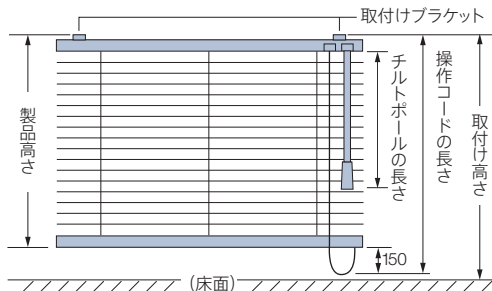 取付けブラケット
製品高さ
チルトポールの長さ
操作コードの長さ
取付け高さ
150
(床面)